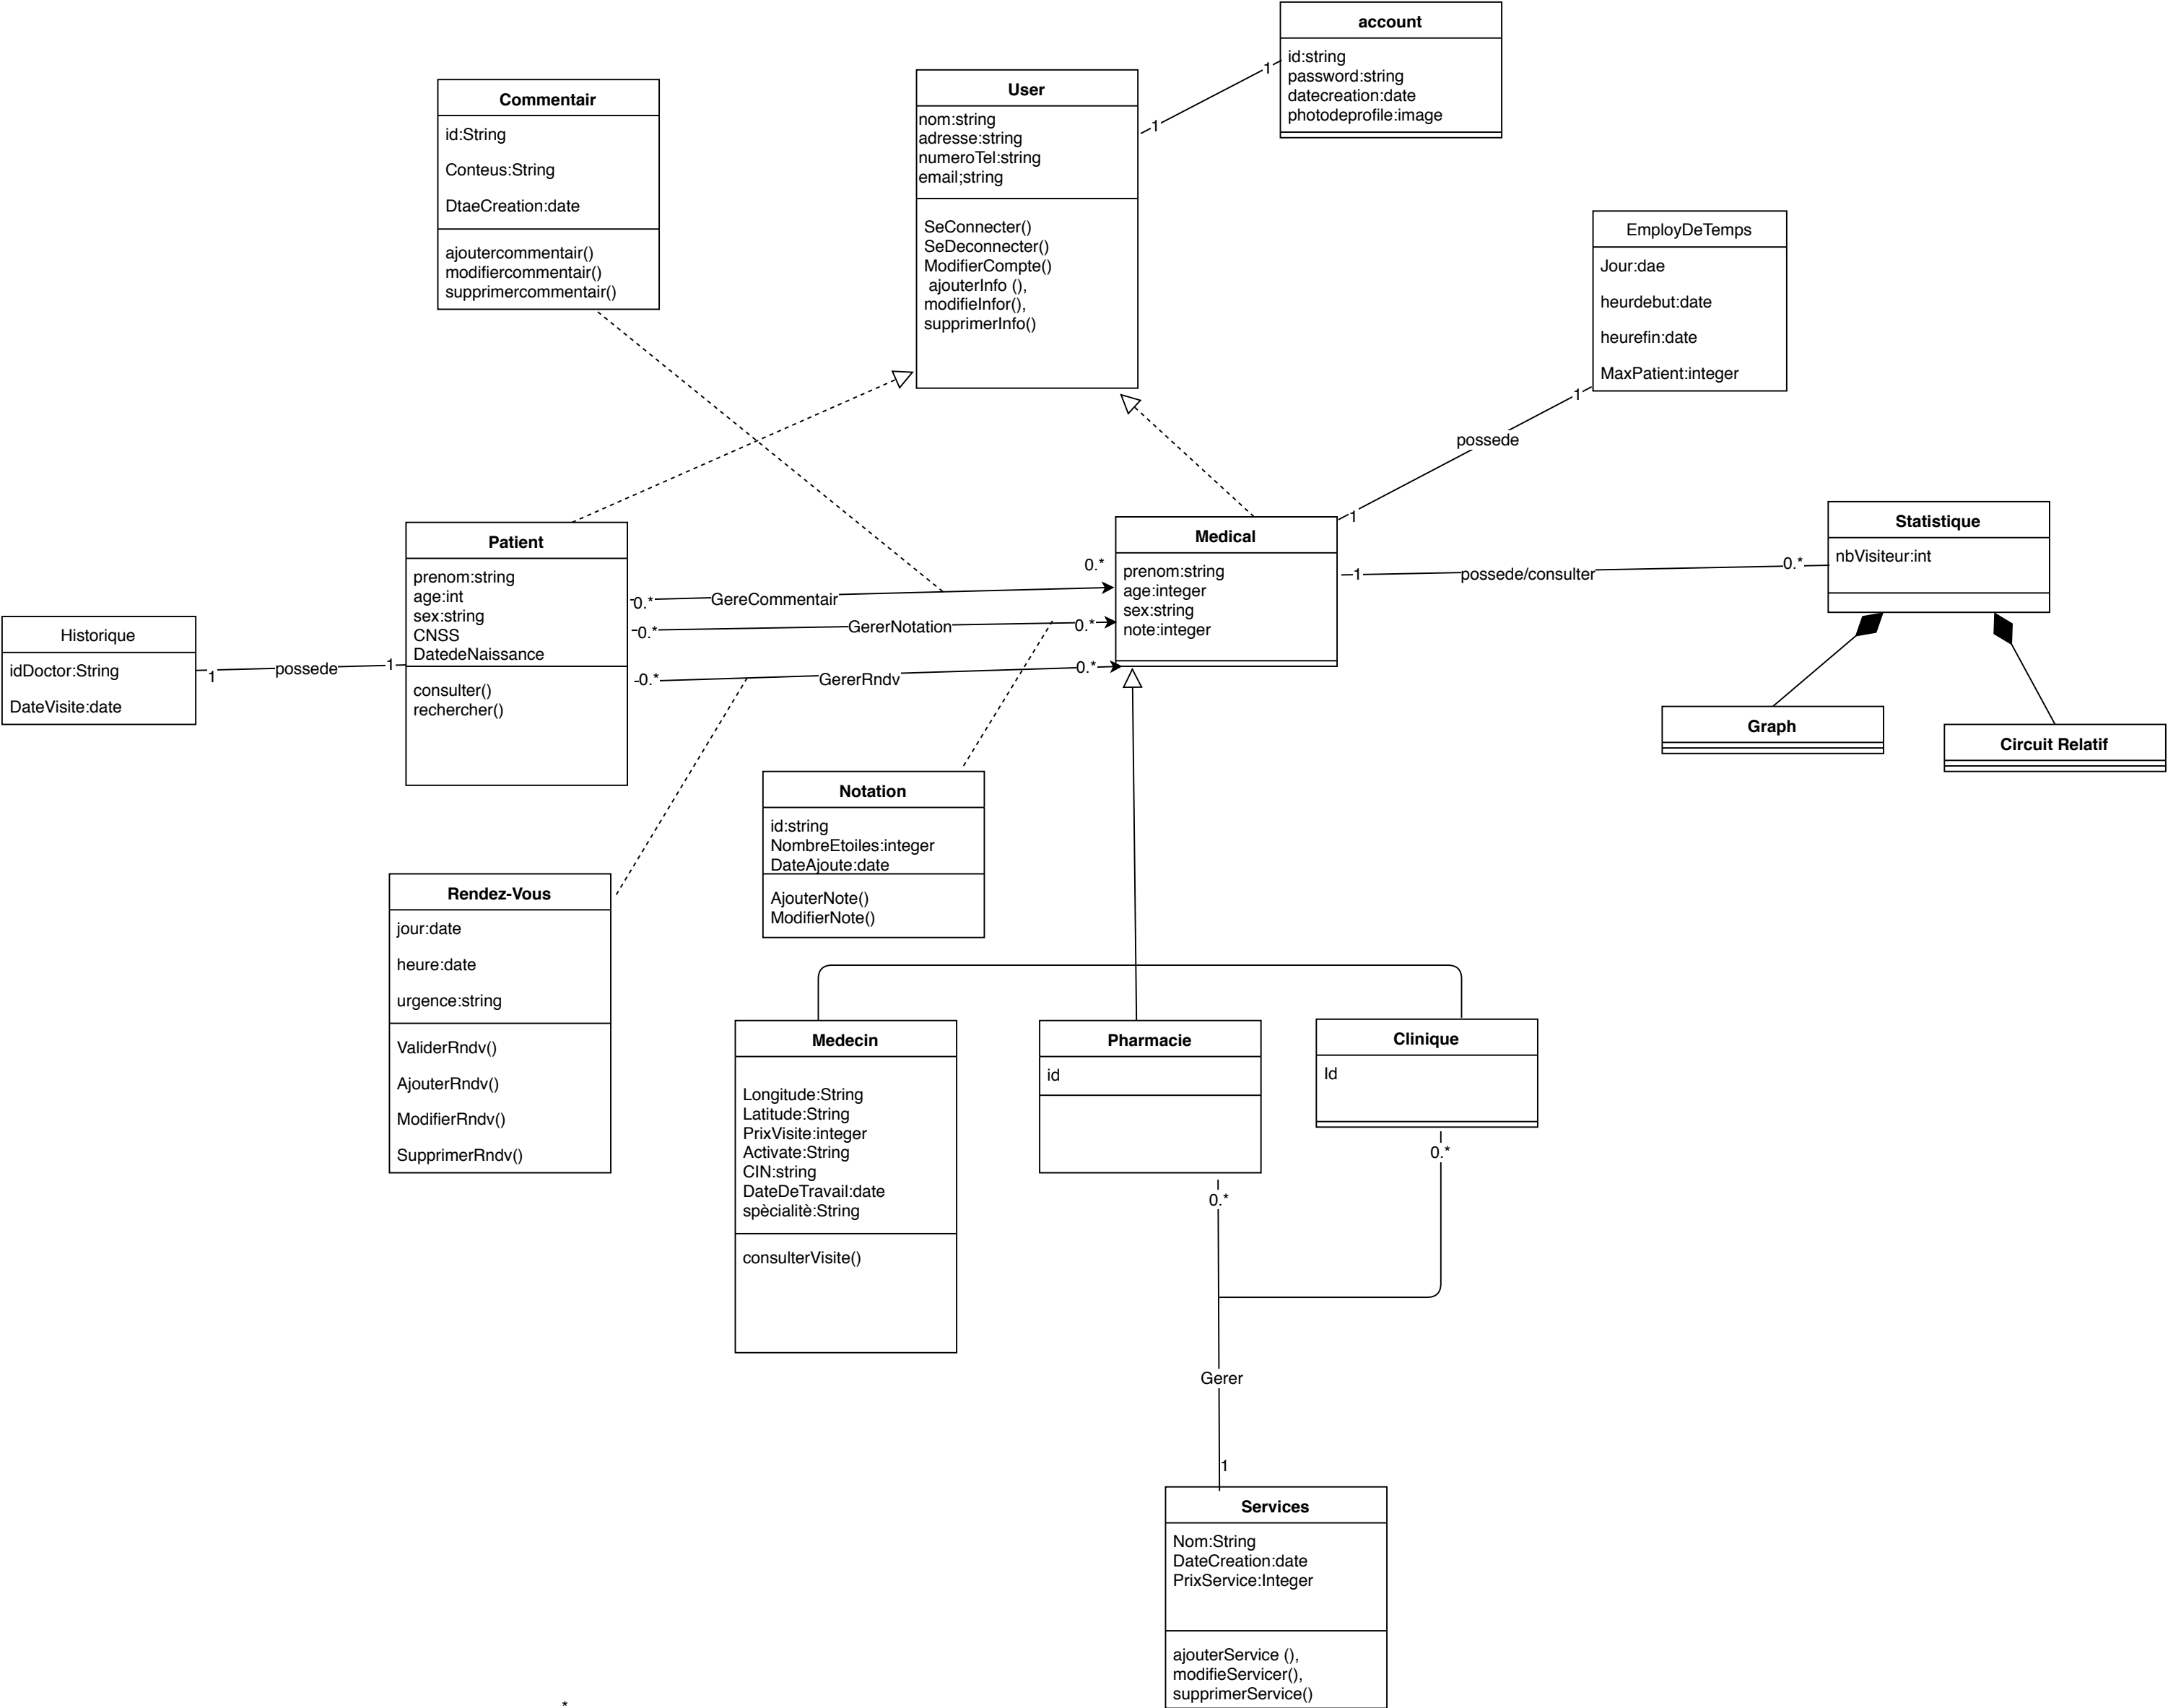 account
id:string
password:string
datecreation:date
photodeprofile:image
User
nom:string
adresse:string
numeroTel:string
email;string
SeConnecter()
SeDeconnecter()
ModifierCompte()
ajouterInfo (),
modifieInfor(),
supprimerInfo()
1
1
Commentair
id:String
Conteus:String
DtaeCreation:date
ajoutercommentair()
modifiercommentair()
supprimercommentair()
EmployDeTemps
Jour:dae
heurdebut:date
heurefin:date
MaxPatient:integer
1
possede
1
Patient
prenom:string
age:int
sex:string
CNSS
DatedeNaissance
consulter()
rechercher()
Medical
prenom:string
age:integer
sex:string
note:integer
Statistique
nbVisiteur:int
1
possede/consulter
0.*
0.*
GereCommentair
0.*
0.*
GererNotation
0.*
0.*
GererRndv
0.*
Historique
idDoctor:String
DateVisite:date
1
possede
1
Graph
Circuit Relatif
Notation
id:string
NombreEtoiles:integer
DateAjoute:date
AjouterNote()
ModifierNote()
Rendez-Vous
jour:date
heure:date
urgence:string
ValiderRndv()
AjouterRndv()
ModifierRndv()
SupprimerRndv()
Medecin
Longitude:String
Latitude:String
PrixVisite:integer
Activate:String
CIN:string
DateDeTravail:date
spècialitè:String
consulterVisite()
Pharmacie
id
Clinique
Id
0.*
0.*
Gerer
1
Services
Nom:String
DateCreation:date
PrixService:Integer
ajouterService (),
modifieServicer(),
supprimerService()
*